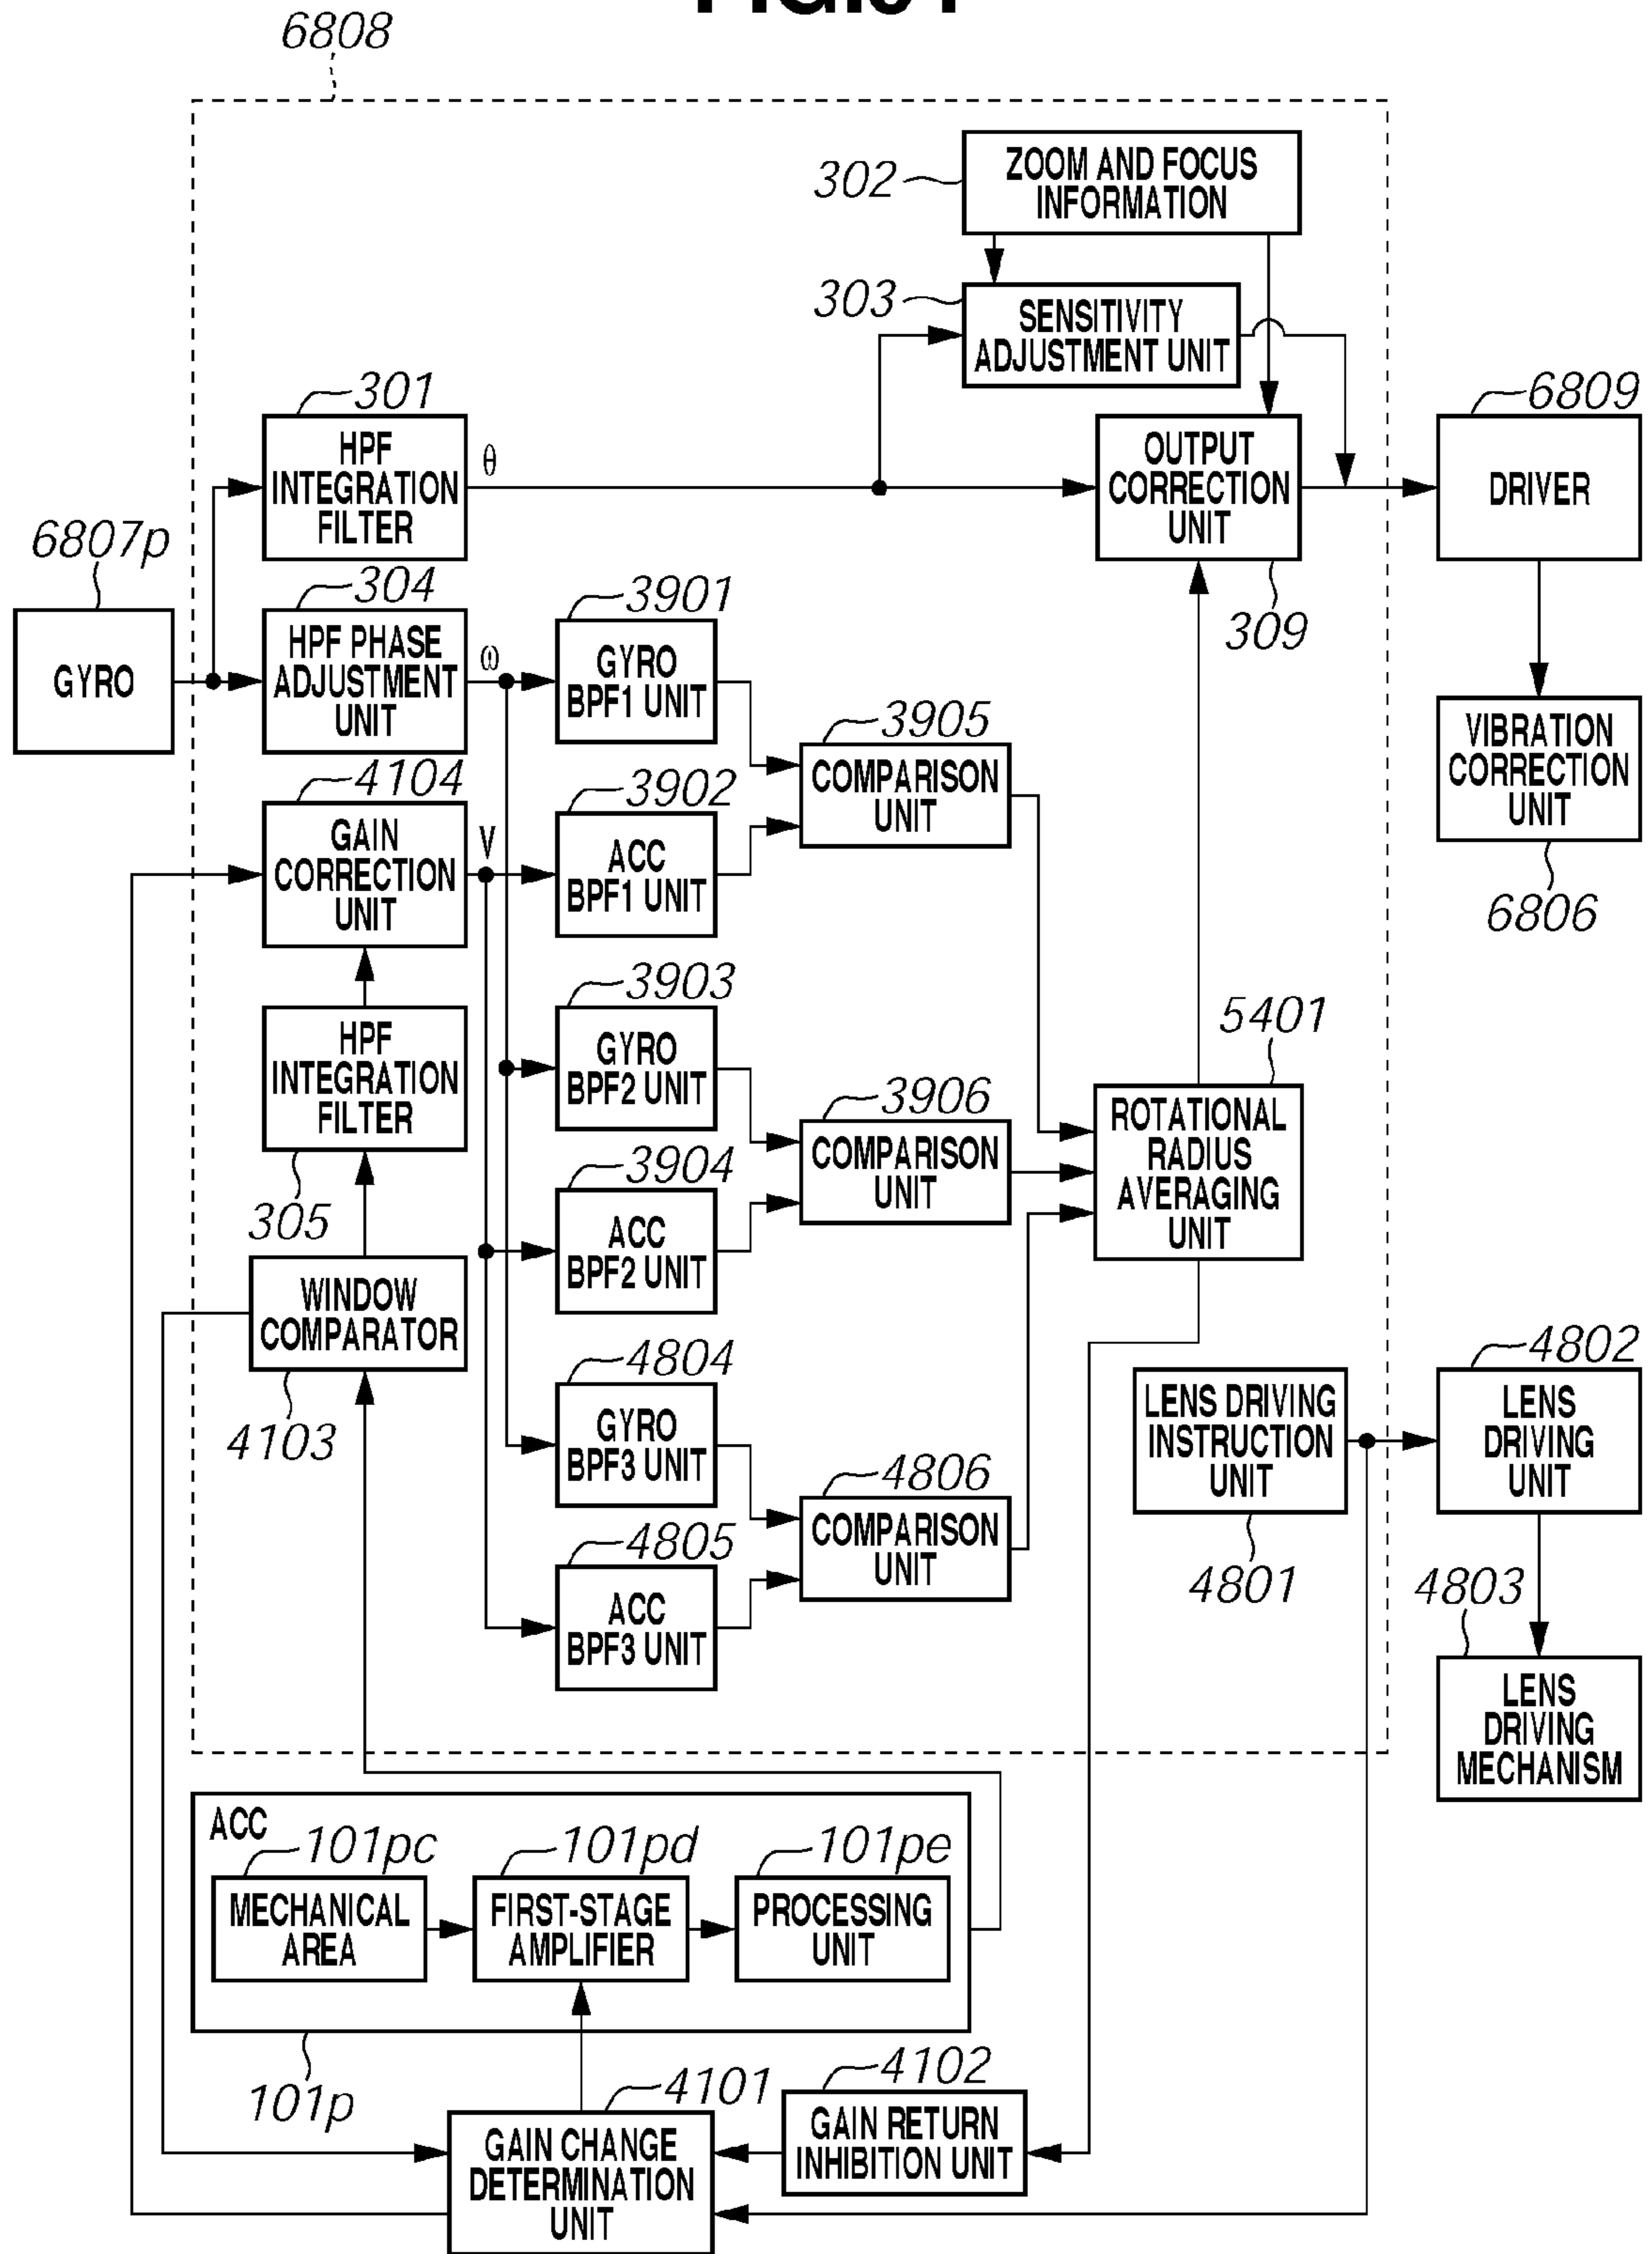 6808
302
ZOOM AND FOCUS
INFORMATION
303
SENSITIVITY
ADJUSTMENT UNIT
301
HPF
INTEGRATION
FILTER
θ
OUTPUT
CORRECTION
UNIT
309
6809
DRIVER
6807p
GYRO
304
HPF PHASE
ADJUSTMENT
UNIT
ω
3901
GYRO
BPF1 UNIT
3905
COMPARISON
UNIT
VIBRATION
CORRECTION
UNIT
6806
4104
GAIN
CORRECTION
UNIT
V
3902
ACC
BPF1 UNIT
3903
GYRO
BPF2 UNIT
HPF
INTEGRATION
FILTER
305
3906
COMPARISON
UNIT
5401
ROTATIONAL
RADIUS
AVERAGING
UNIT
3904
ACC
BPF2 UNIT
WINDOW
COMPARATOR
4103
4804
GYRO
BPF3 UNIT
4806
COMPARISON
UNIT
4805
ACC
BPF3 UNIT
LENS DRIVING
INSTRUCTION
UNIT
4801
4802
LENS
DRIVING
UNIT
4803
LENS
DRIVING
MECHANISM
ACC
101pc
MECHANICAL
AREA
101pd
FIRST-STAGE
AMPLIFIER
101pe
PROCESSING
UNIT
101p
4101
GAIN CHANGE
DETERMINATION
UNIT
4102
GAIN RETURN
INHIBITION UNIT